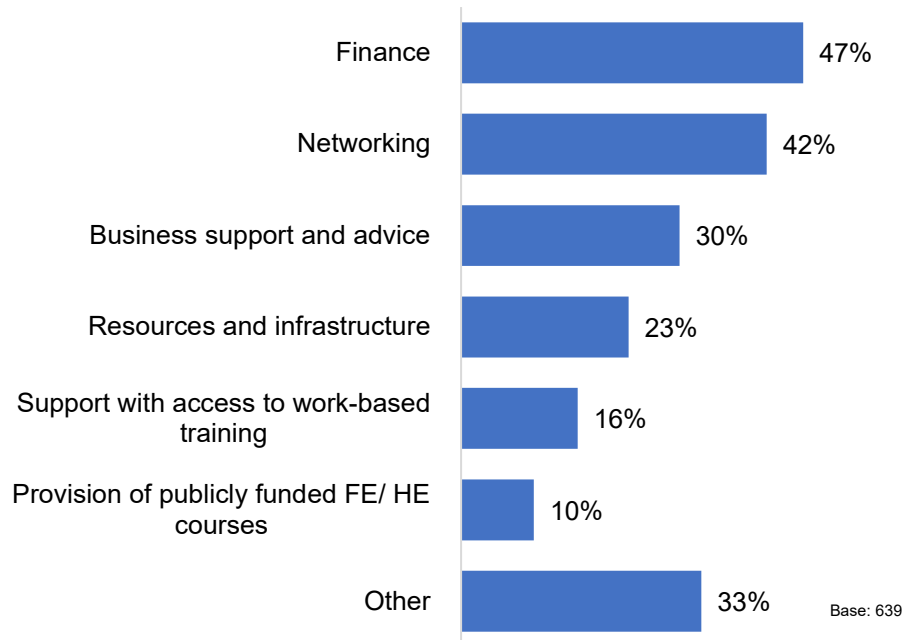 Finance
47%
Networking
42%
Business support and advice
30%
Resources and infrastructure
23%
Support with access to work-based
training
16%
Provision of publicly funded FE/ HE
courses
10%
Other
33%
Base: 639